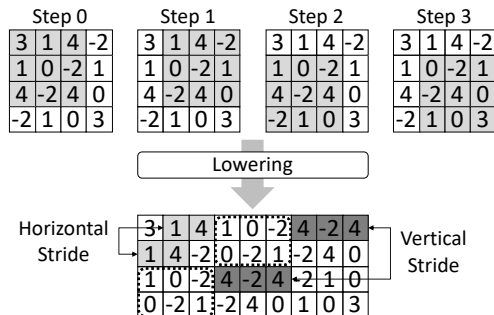 Step 0 Step 1 Step 2 Step 3
3 1 4 -2 3 1 4 -2 3 1 4 -2 3 1 4 -2
1 0 -2 1 1 0 -2 1 1 0 -2 1 1 0 -2 1
4 -2 4 0 4 -2 4 0 4 -2 4 0 4 -2 4 0
-2 1 0 3 -2 1 0 3 -2 1 0 3 -2 1 0 3
Lowering
3 1 4 1 0 -2 4 -2 4
1 4 -2 0 -2 1 -2 4 0
1 0 -2 4 -2 4 -2 1 0
0 -2 1 -2 4 0 1 0 3
Horizontal
Stride
Vertical
Stride